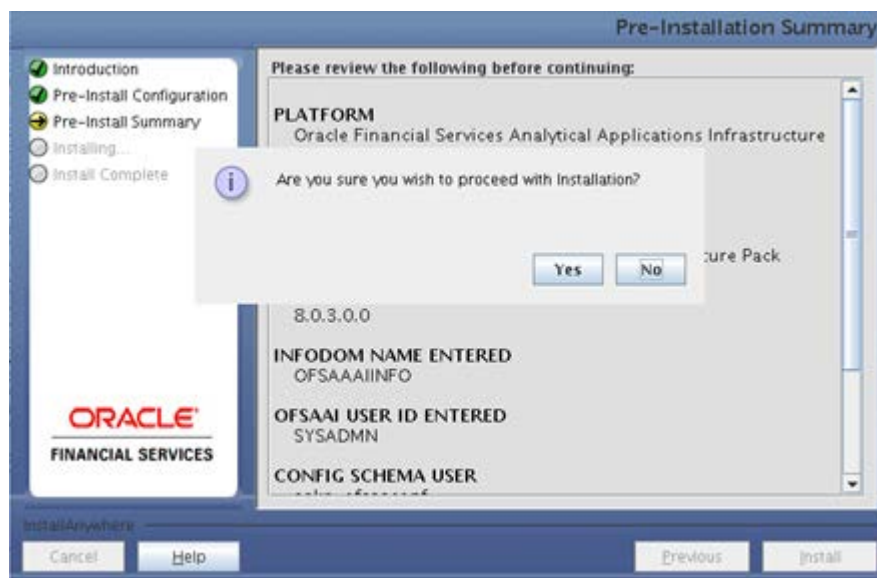 Pre-Installation Summary
Introduction
Pre-Install Configuration
Pre-Install Summary
Installing...
Install Complete
ORACLE
FINANCIAL SERVICES
Please review the following before continuing:
PLATFORM
Oracle Financial Services Analytical Applications Infrastructure
Are you sure you wish to proceed with Installation?
Yes
No
Pack
8.0.3.0.0
INFODOM NAME ENTERED
OFSAAAIINFO
OFSAAI USER ID ENTERED
SYSADMN
CONFIG SCHEMA USER
InstallAnywhere
Cancel
Help
Previous
Install